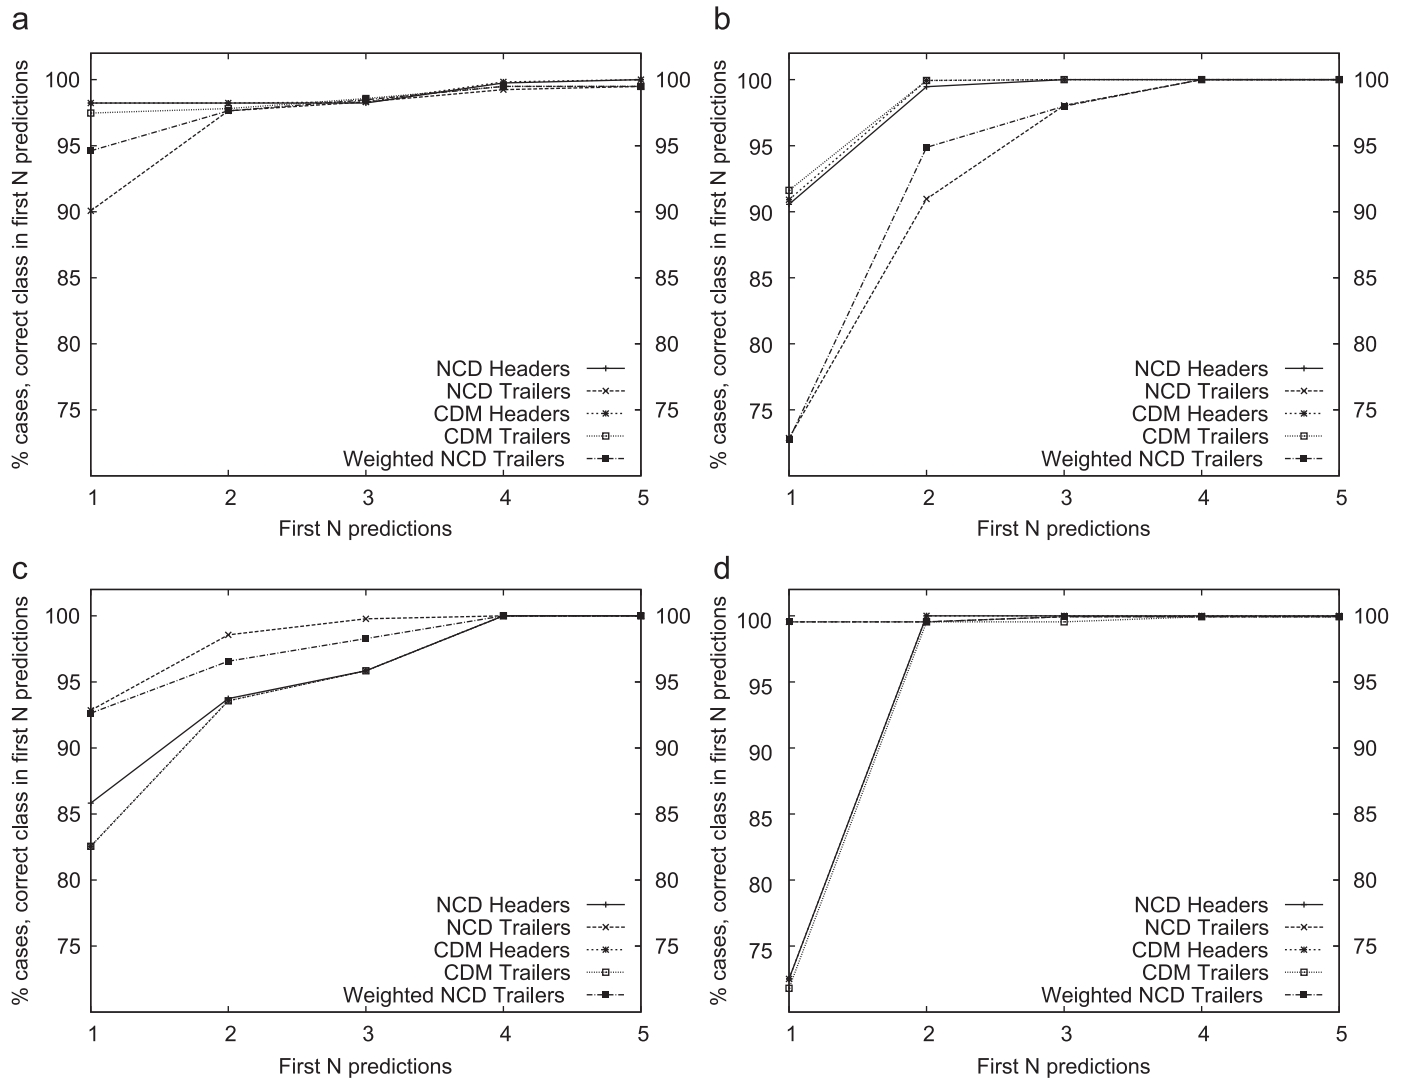 a
% cases, correct class in first N predictions
100
95
90
85
80
75
100
95
90
85
80
75
NCD Headers
NCD Trailers
CDM Headers
CDM Trailers
Weighted NCD Trailers
1 2 3 4 5
First N predictions
b
% cases, correct class in first N predictions
100
95
90
85
80
75
100
95
90
85
80
75
NCD Headers
NCD Trailers
CDM Headers
CDM Trailers
Weighted NCD Trailers
1 2 3 4 5
First N predictions
c
% cases, correct class in first N predictions
100
95
90
85
80
75
100
95
90
85
80
75
NCD Headers
NCD Trailers
CDM Headers
CDM Trailers
Weighted NCD Trailers
1 2 3 4 5
First N predictions
d
% cases, correct class in first N predictions
100
95
90
85
80
75
100
95
90
85
80
75
NCD Headers
NCD Trailers
CDM Headers
CDM Trailers
Weighted NCD Trailers
1 2 3 4 5
First N predictions